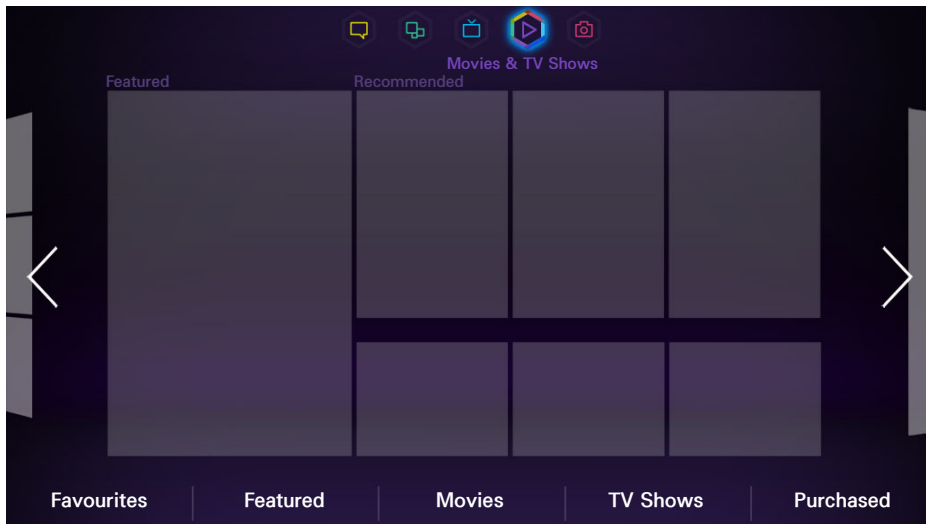 Movies & TV Shows
Featured Recommended
Favourites Featured Movies TV Shows Purchased